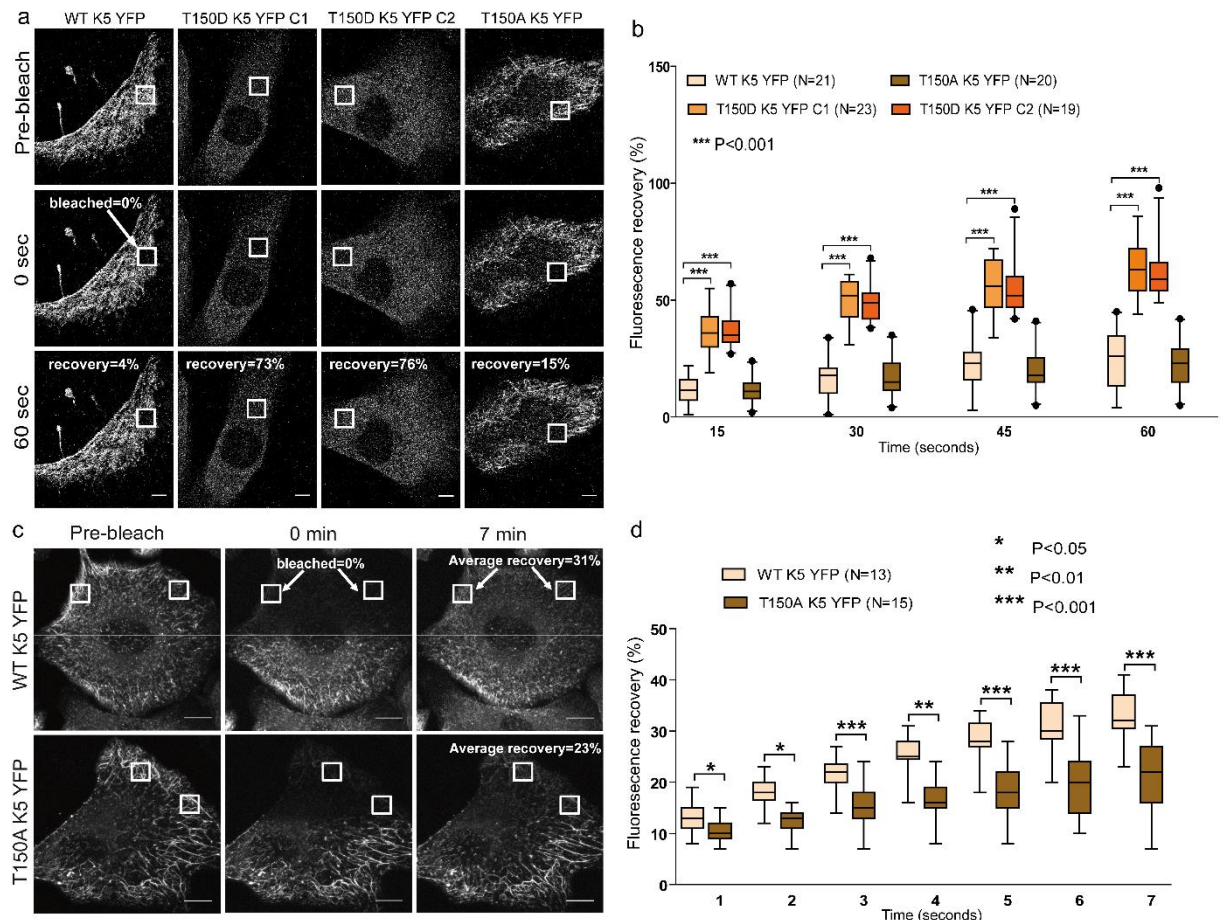 a
WT K5 YFP
T150D K5 YFP C1
T150D K5 YFP C2
T150A K5 YFP
Pre-bleach
bleached=0%
0 sec
recovery=4%
recovery=73%
recovery=76%
recovery=15%
60 sec
b
150
100
50
0
Fluoresecence recovery (%)
WT K5 YFP (N=21)
T150A K5 YFP (N=20)
T150D K5 YFP C1 (N=23)
T150D K5 YFP C2 (N=19)
*** P<0.001
*** ***
*** ***
*** ***
*** ***
15 30 45 60
Time (seconds)
c
Pre-bleach
0 min
7 min
WT K5 YFP
bleached=0%
Average recovery=31%
T150A K5 YFP
Average recovery=23%
d
* P<0.05
** P<0.01
*** P<0.001
WT K5 YFP (N=13)
T150A K5 YFP (N=15)
Fluorescence recovery (%)
50
40
30
20
10
0
* * *** ** *** *** ***
1 2 3 4 5 6 7
Time (seconds)